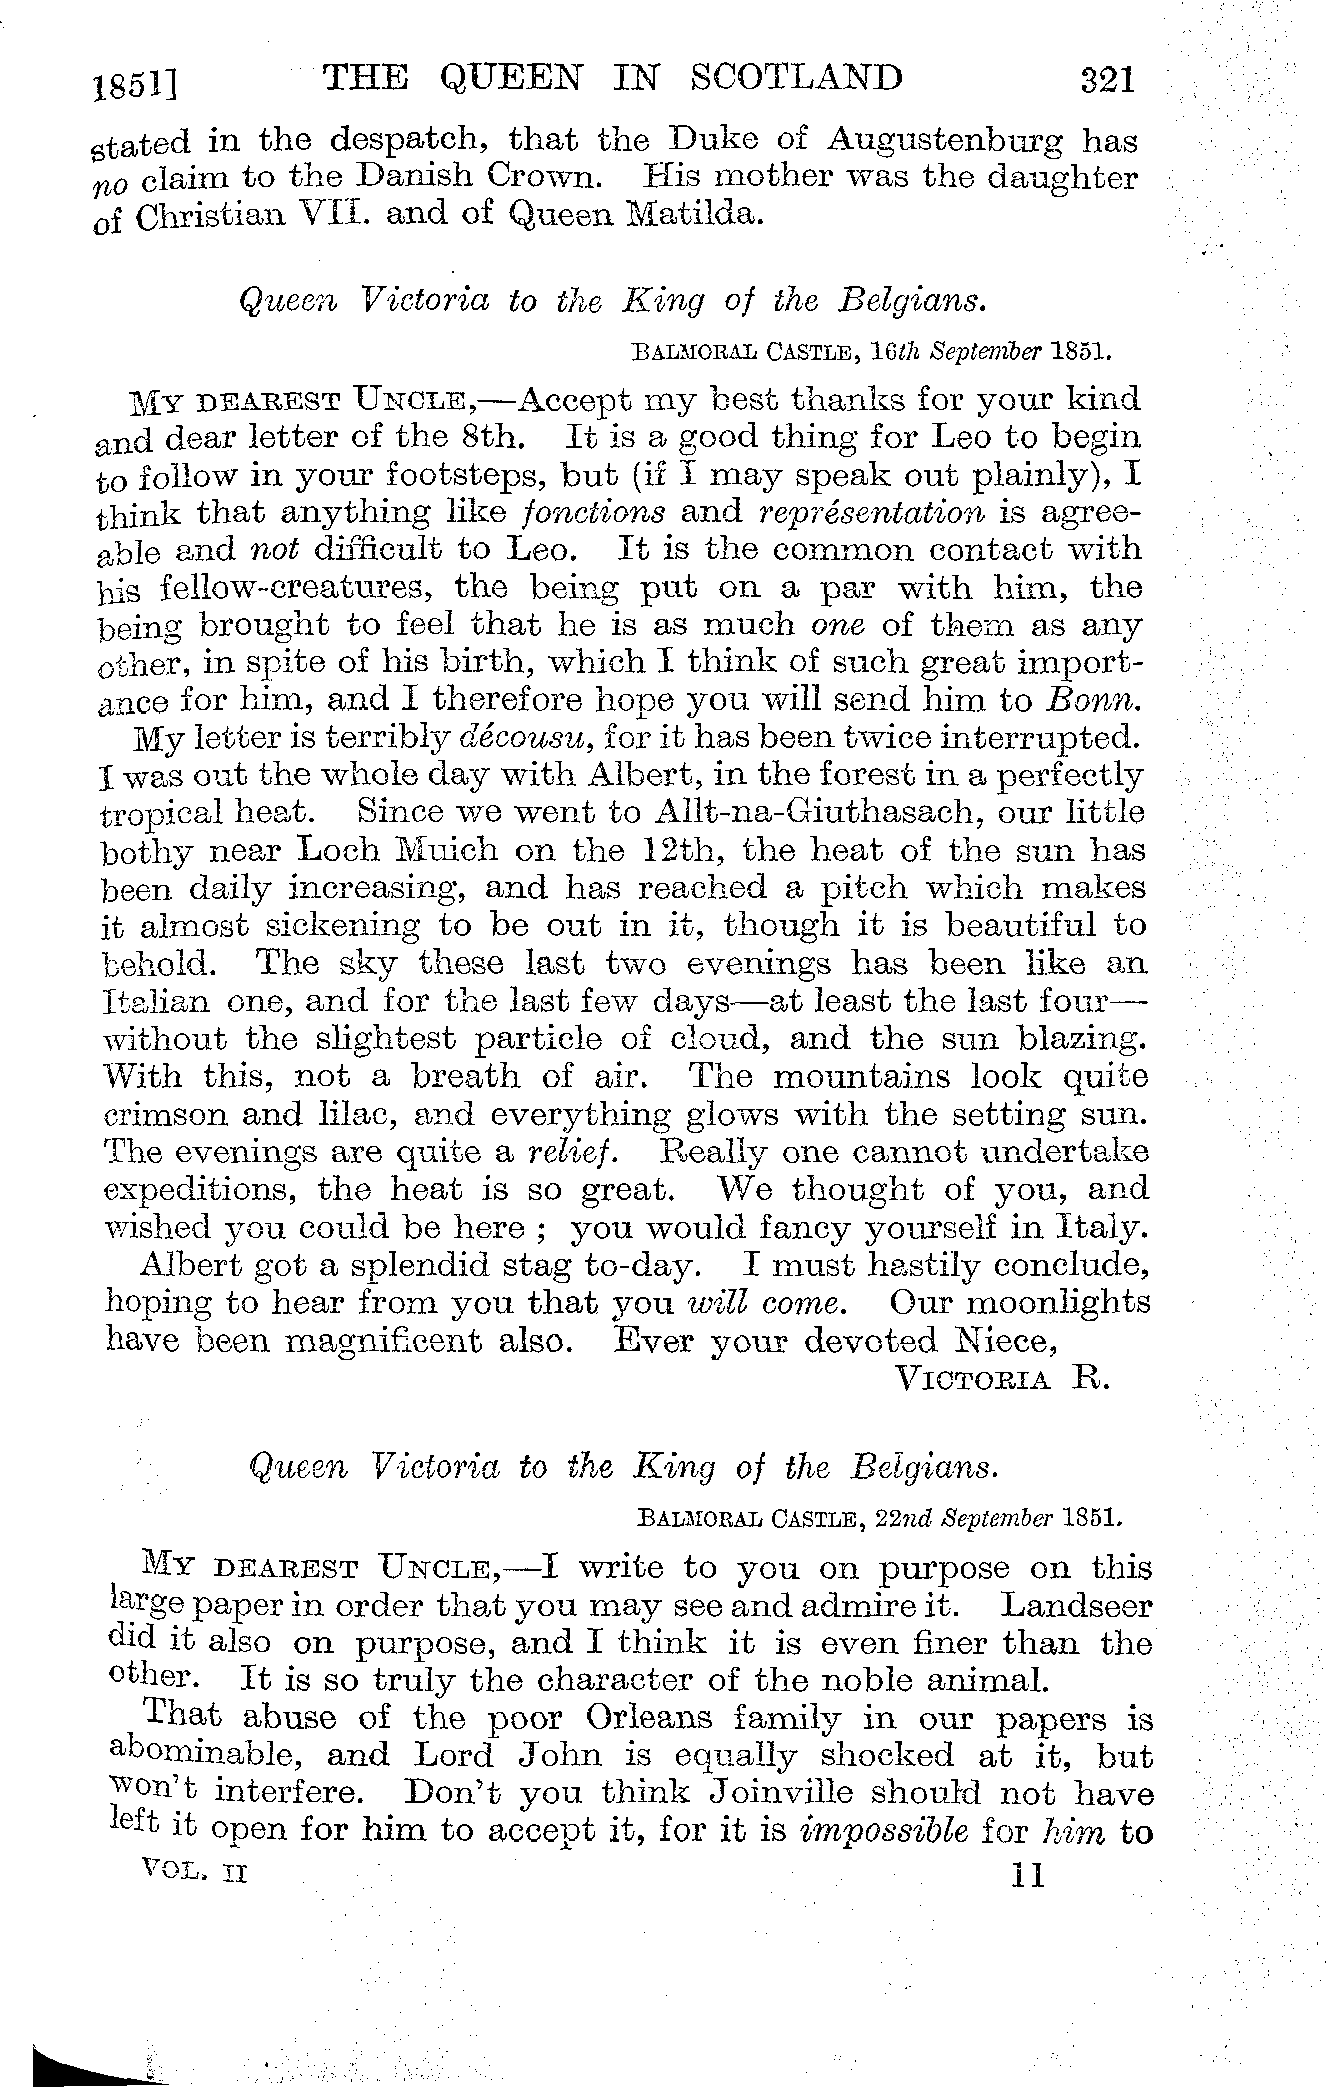 1851] THE QUEEN IN SCOTLAND 321
stated in the despatch, that the Duke of Augustenburg has
no claim to the Danish Crown. His mother was the daughter
of Christian VII. and of Queen Matilda.
Queen Victoria to the King of the Belgians.
BALMORAL CASTLE, 16th September 1851.
MY DEAREST UNCLE,—Accept my best thanks for your kind
and dear letter of the 8th. It is a good thing for Leo to begin
to follow in your footsteps, but (if I may speak out plainly), I
think that anything like fonctions and représentation is agree-
able and not difficult to Leo. It is the common contact with
his fellow-creatures, the being put on a par with him, the
being brought to feel that he is as much one of them as any
other, in spite of his birth, which I think of such great import-
ance for him, and I therefore hope you will send him to Bonn.
My letter is terribly décousu, for it has been twice interrupted.
I was out the whole day with Albert, in the forest in a perfectly
tropical heat. Since we went to Allt-na-Giuthasach, our little
bothy near Loch Muich on the 12th, the heat of the sun has
been daily increasing, and has reached a pitch which makes
it almost sickening to be out in it, though it is beautiful to
behold. The sky these last two evenings has been like an
Italian one, and for the last few days—at least the last four—
without the slightest particle of cloud, and the sun blazing.
With this, not a breath of air. The mountains look quite
crimson and lilac, and everything glows with the setting sun.
The evenings are quite a relief. Really one cannot undertake
expeditions, the heat is so great. We thought of you, and
wished you could be here ; you would fancy yourself in Italy.
Albert got a splendid stag to-day. I must hastily conclude,
hoping to hear from you that you will come. Our moonlights
have been magnificent also. Ever your devoted Niece,
VICTORIA R.
Queen Victoria to the King of the Belgians.
BALMORAL CASTLE, 22nd September 1851.
MY DEAREST UNCLE,—I write to you on purpose on this
large paper in order that you may see and admire it. Landseer
did it also on purpose, and I think it is even finer than the
other. It is so truly the character of the noble animal.
That abuse of the poor Orleans family in our papers is
abominable, and Lord John is equally shocked at it, but
won't interfere. Don't you think Joinville should not have
left it open for him to accept it, for it is impossible for him to
VOL. II 11